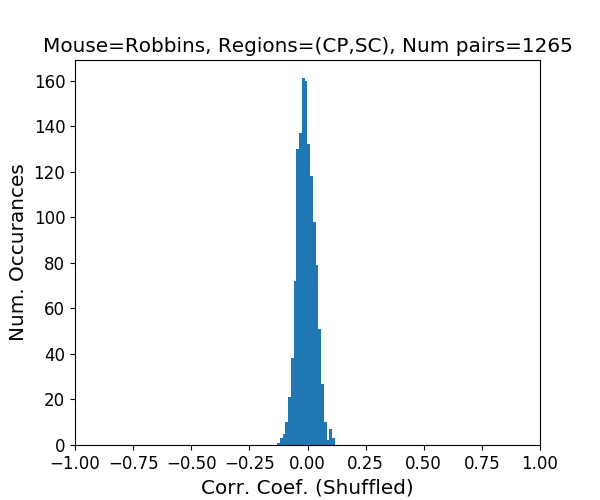 Mouse=Robbins, Regions=(CP,SC), Num pairs=1265
160
140
120
100
80
60
40
20
0
Num. Occurances
−1.00 −0.75 −0.50 −0.25 0.00 0.25 0.50 0.75 1.00
Corr. Coef. (Shuffled)